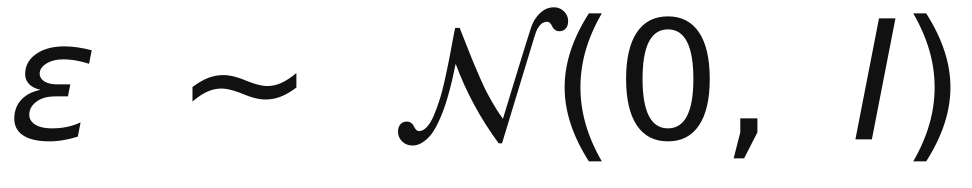 ε ~ 𝒩(0, I)